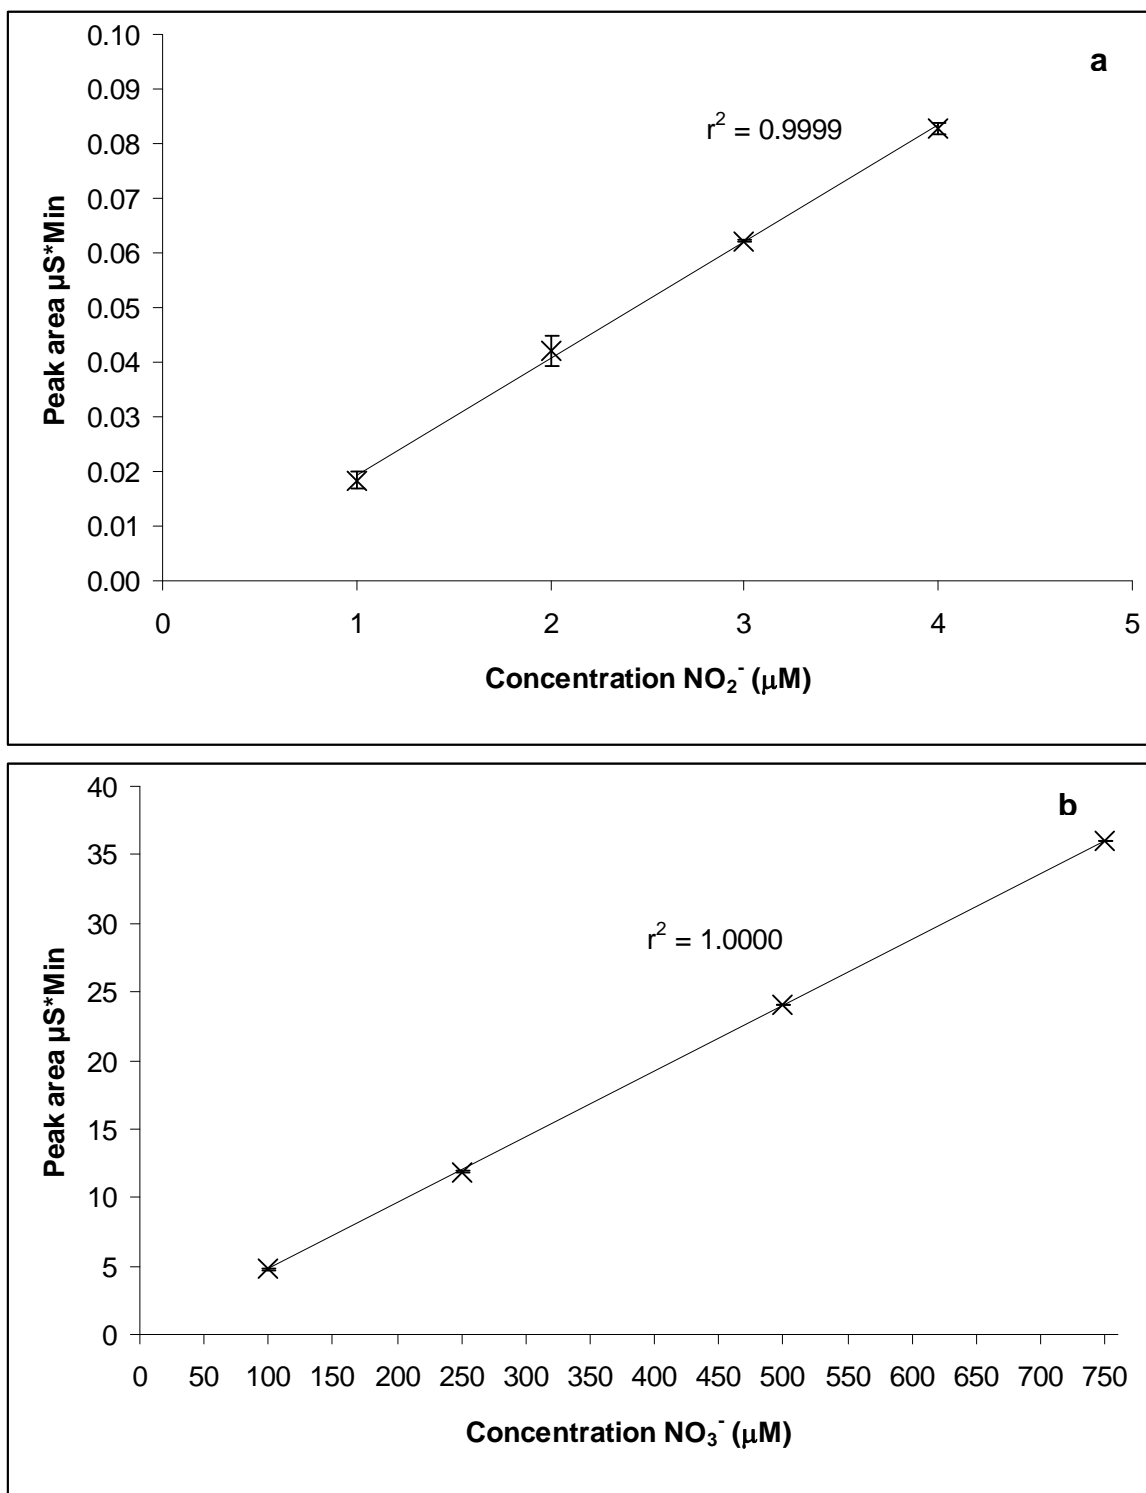 a
0.10
0.09
0.08
0.07
0.06
0.05
0.04
0.03
0.02
0.01
0.00
r² = 0.9999
Peak area µS*Min
0 1 2 3 4 5
Concentration NO₂⁻ (µM)
b
40
35
30
25
20
15
10
5
0
r² = 1.0000
Peak area µS*Min
0 50 100 150 200 250 300 350 400 450 500 550 600 650 700 750
Concentration NO₃⁻ (µM)